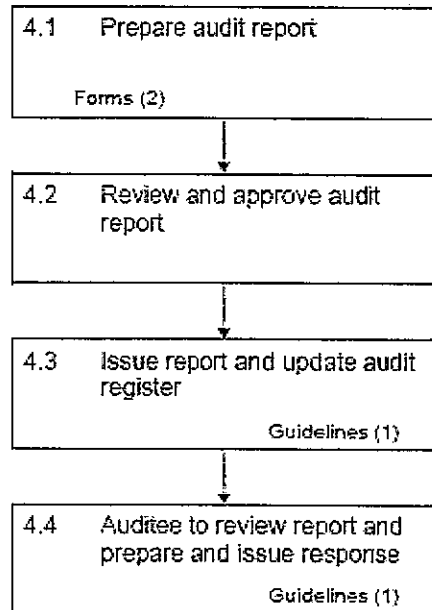 4.1 Prepare audit report
Forms (2)
4.2 Review and approve audit
report
4.3 Issue report and update audit
register
Guidelines (1)
4.4 Auditee to review report and
prepare and issue response
Guidelines (1)